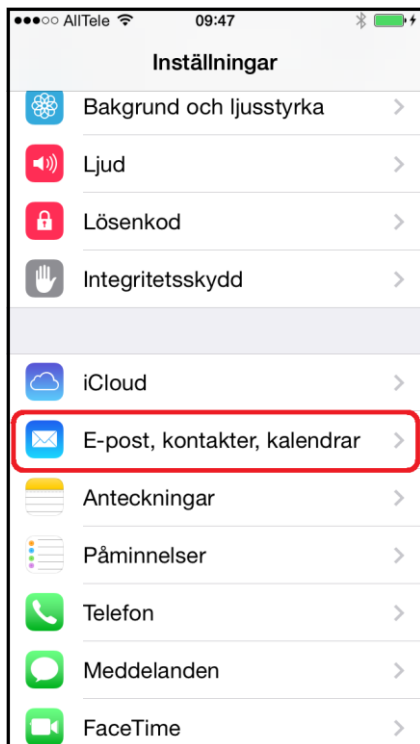 AllTele 09:47
Inställningar
Bakgrund och ljusstyrka
Ljud
Lösenkod
Integritetsskydd
iCloud
E-post, kontakter, kalendrar
Anteckningar
Påminnelser
Telefon
Meddelanden
FaceTime